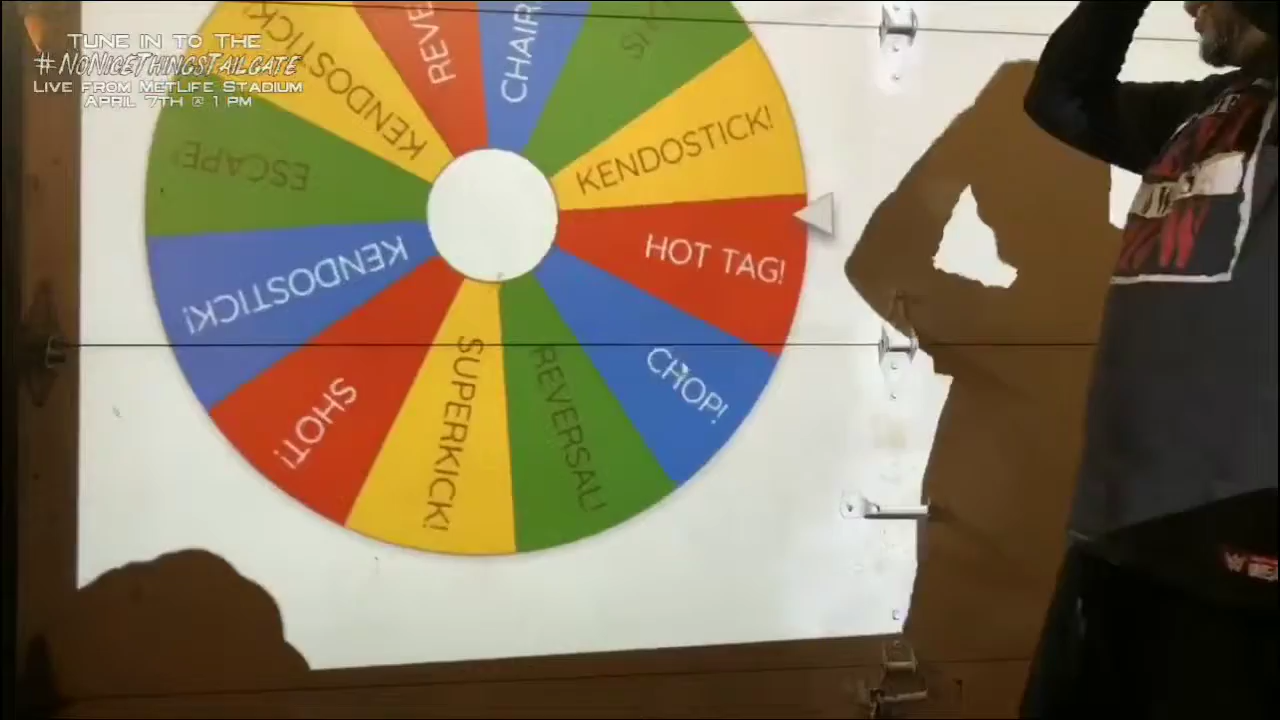 TUNE IN TO THE
#NONICETHINGSTAILGATE
LIVE FROM METLIFE STADIUM
APRIL 7TH @ 1 PM
CHAIR
KENDOSTICK!
HOT TAG!
CHOP!
REVERSAL!
SUPERKICK!
SHOT!
KENDOSTICK!
ESCAPE!
KENDOSTICK!
REVE